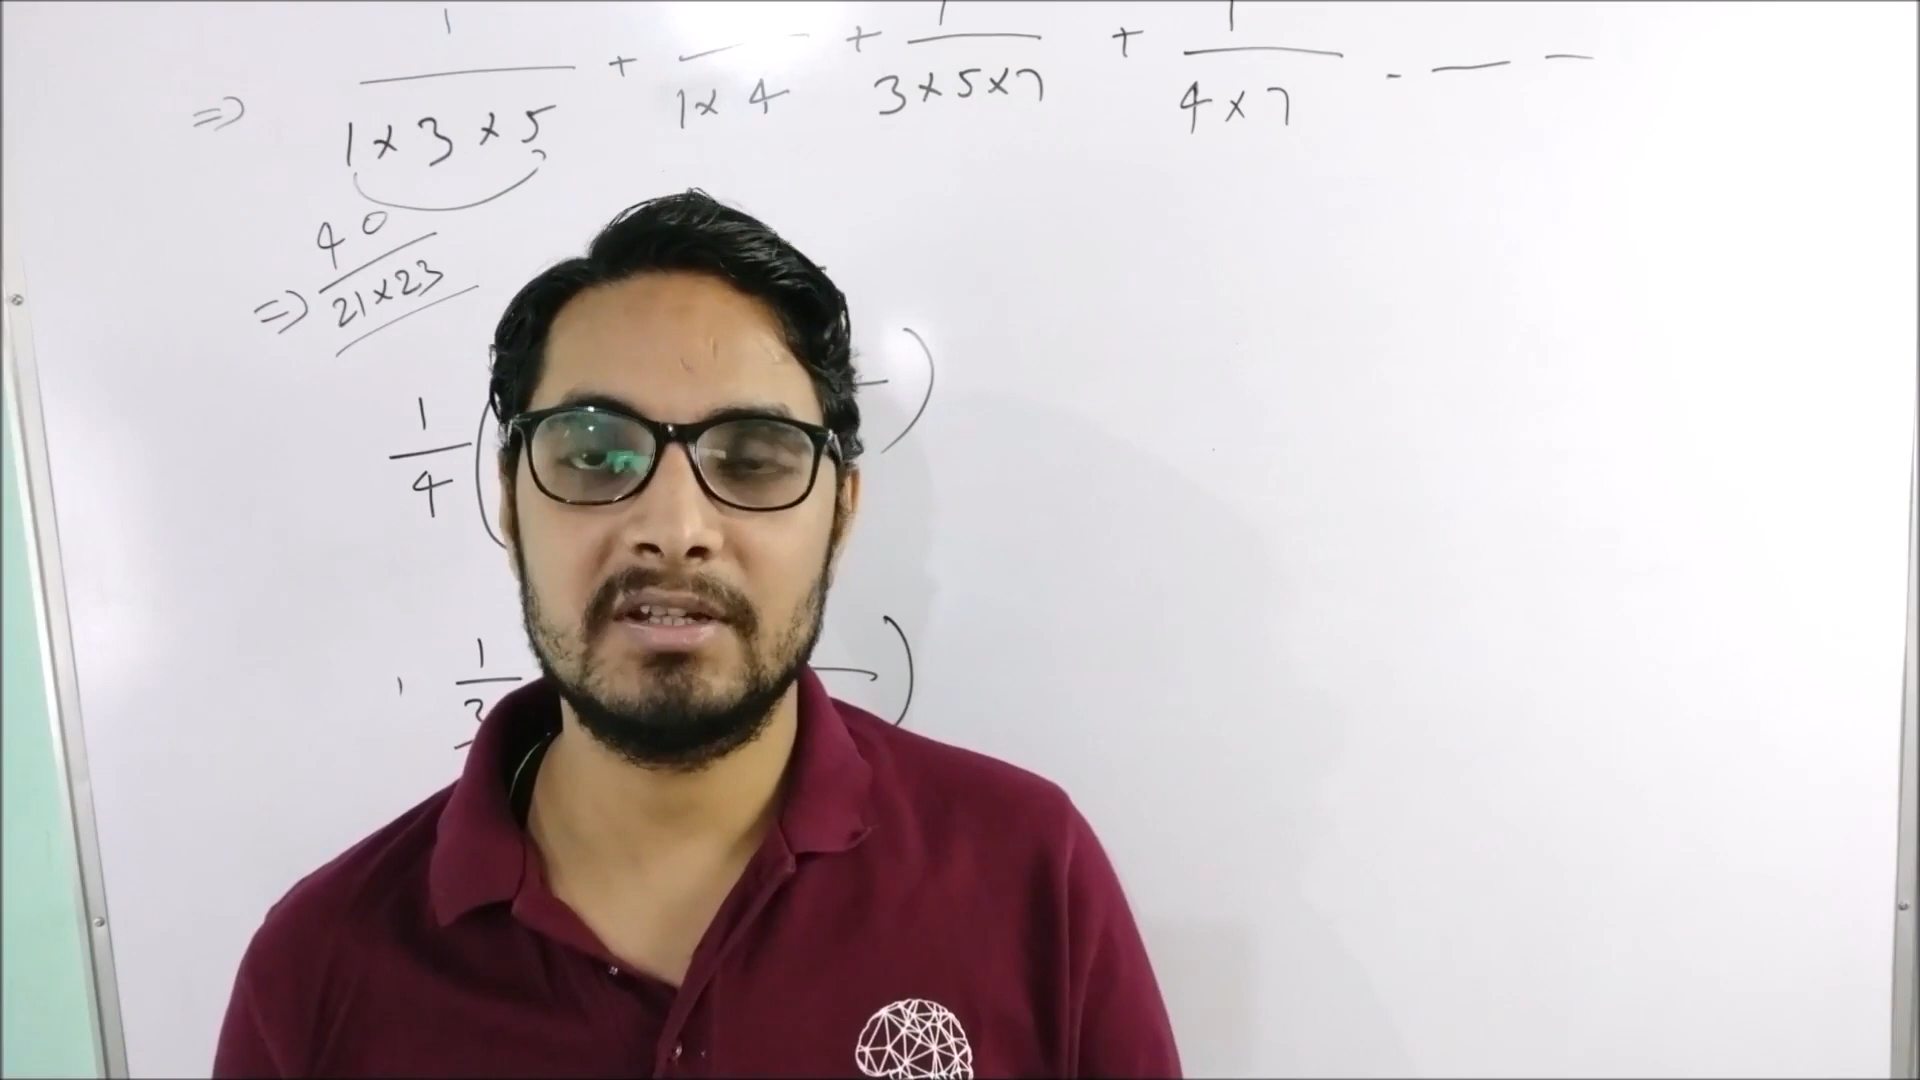 ⇒ 1/(1×3×5) + —/(1×4) + 1/(3×5×7) + 1/(4×7) - — —
⇒ 40/(21×23)
1/4 ( )
1/3 )